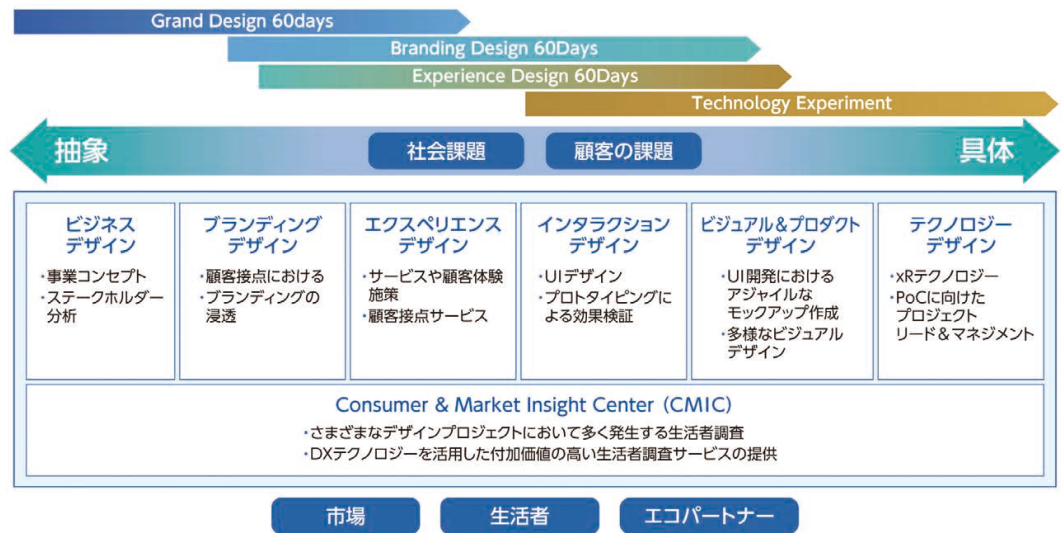 Grand Design 60days
Branding Design 60Days
Experience Design 60Days
Technology Experiment
抽象
社会課題
顧客の課題
具体
ビジネス
デザイン
・事業コンセプト
・ステークホルダー
分析
ブランディング
デザイン
・顧客接点における
・ブランディングの
浸透
エクスペリエンス
デザイン
・サービスや顧客体験
施策
・顧客接点サービス
インタラクション
デザイン
・UIデザイン
・プロトタイピングに
よる効果検証
ビジュアル&プロダクト
デザイン
・UI開発における
アジャイルな
モックアップ作成
・多様なビジュアル
デザイン
テクノロジー
デザイン
・xRテクノロジー
・PoCに向けた
プロジェクト
リード&マネジメント
Consumer & Market Insight Center (CMIC)
・さまざまなデザインプロジェクトにおいて多く発生する生活者調査
・DXテクノロジーを活用した付加価値の高い生活者調査サービスの提供
市場
生活者
エコパートナー